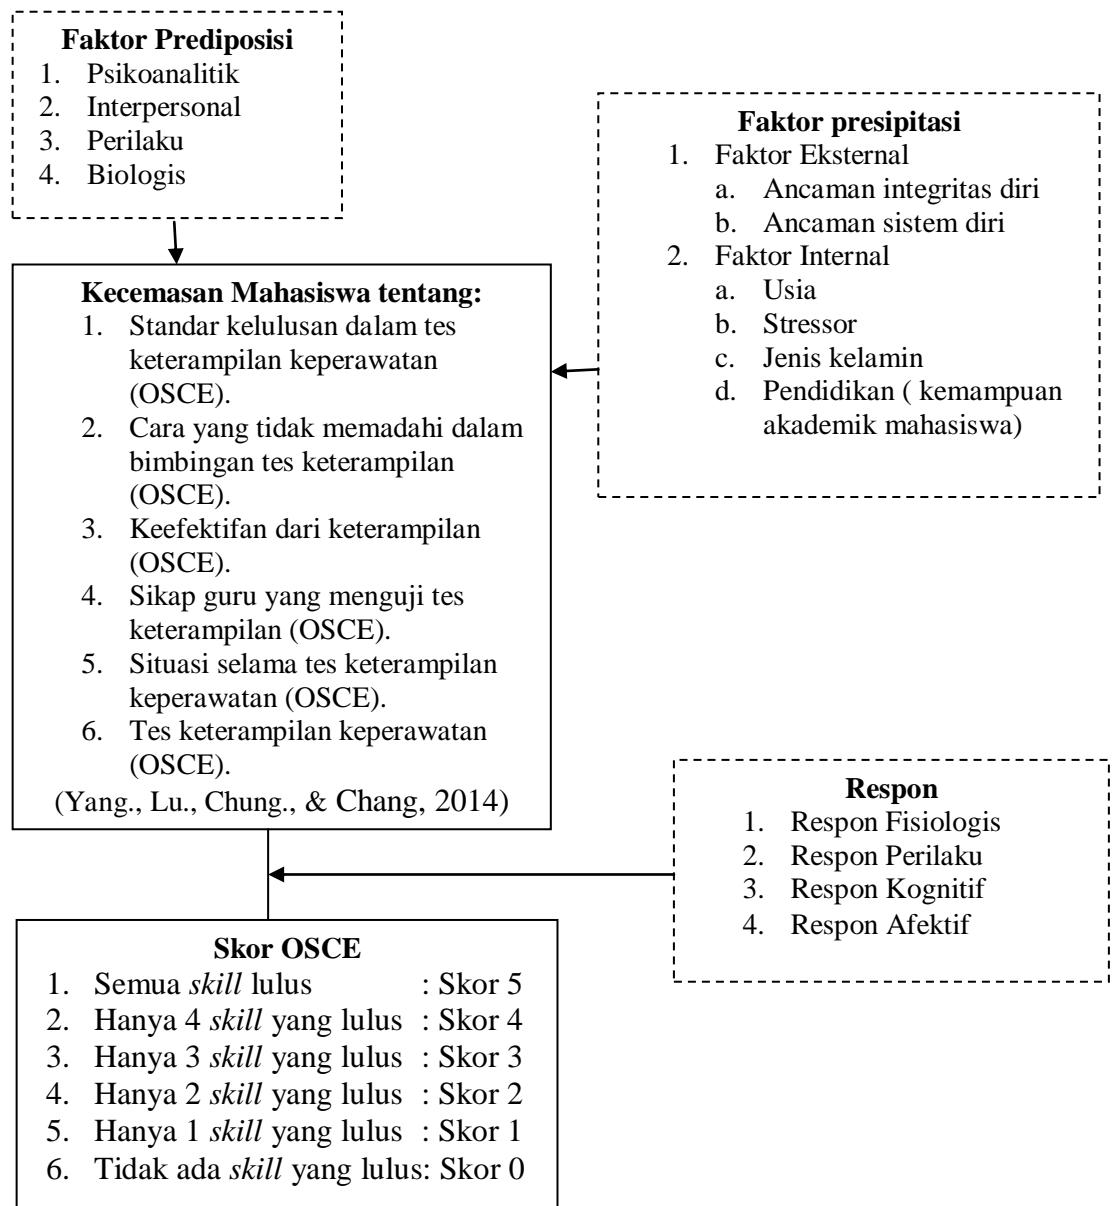 Faktor Prediposisi
1. Psikoanalitik
2. Interpersonal
3. Perilaku
4. Biologis
Faktor presipitasi
1. Faktor Eksternal
a. Ancaman integritas diri
b. Ancaman sistem diri
2. Faktor Internal
a. Usia
b. Stressor
c. Jenis kelamin
d. Pendidikan ( kemampuan
akademik mahasiswa)
Kecemasan Mahasiswa tentang:
1. Standar kelulusan dalam tes
keterampilan keperawatan
(OSCE).
2. Cara yang tidak memadahi dalam
bimbingan tes keterampilan
(OSCE).
3. Keefektifan dari keterampilan
(OSCE).
4. Sikap guru yang menguji tes
keterampilan (OSCE).
5. Situasi selama tes keterampilan
keperawatan (OSCE).
6. Tes keterampilan keperawatan
(OSCE).
(Yang., Lu., Chung., & Chang, 2014)
Respon
1. Respon Fisiologis
2. Respon Perilaku
3. Respon Kognitif
4. Respon Afektif
Skor OSCE
1. Semua skill lulus : Skor 5
2. Hanya 4 skill yang lulus : Skor 4
3. Hanya 3 skill yang lulus : Skor 3
4. Hanya 2 skill yang lulus : Skor 2
5. Hanya 1 skill yang lulus : Skor 1
6. Tidak ada skill yang lulus: Skor 0